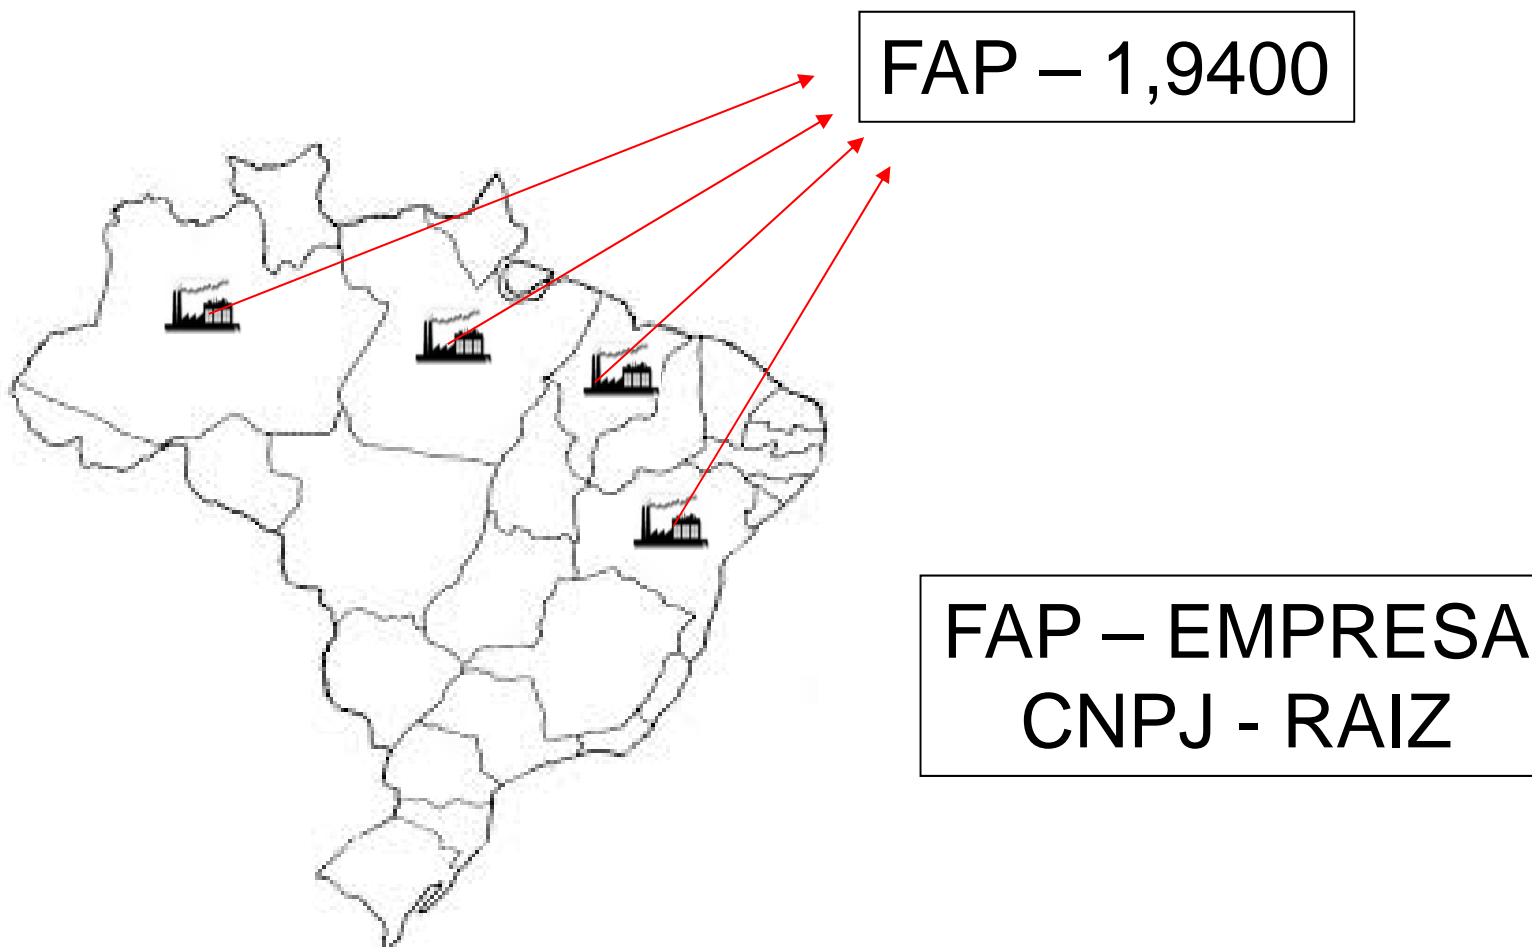 FAP – 1,9400
FAP – EMPRESA
CNPJ - RAIZ